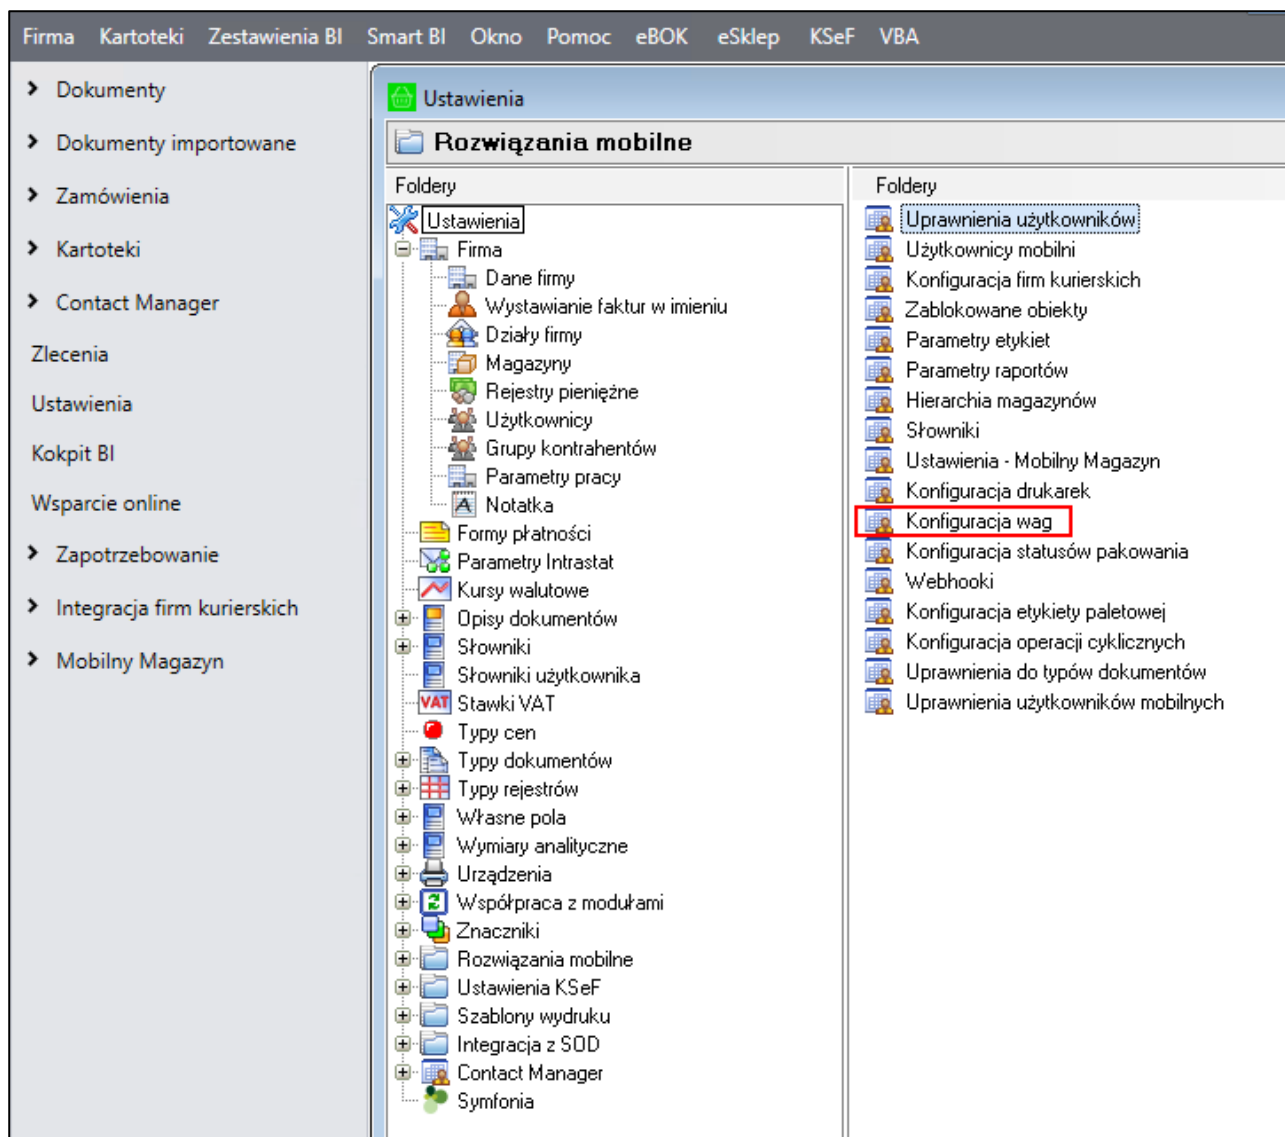 Firma Kartoteki Zestawienia BI Smart BI Okno Pomoc eBOK eSklep KSeF VBA
Dokumenty
Dokumenty importowane
Zamówienia
Kartoteki
Contact Manager
Zlecenia
Ustawienia
Kokpit BI
Wsparcie online
Zapotrzebowanie
Integracja firm kurierskich
Mobilny Magazyn
Ustawienia
Rozwiązania mobilne
Foldery
Ustawienia
Firma
Dane firmy
Wystawianie faktur w imieniu
Działy firmy
Magazyny
Rejestry pieniężne
Użytkownicy
Grupy kontrahentów
Parametry pracy
Notatka
Formy płatności
Parametry Intrastat
Kursy walutowe
Opisy dokumentów
Słowniki
Słowniki użytkownika
VAT Stawki VAT
Typy cen
Typy dokumentów
Typy rejestrów
Własne pola
Wymiary analityczne
Urządzenia
Współpraca z modułami
Znaczniki
Rozwiązania mobilne
Ustawienia KSeF
Szablony wydruku
Integracja z SOD
Contact Manager
Symfonia
Foldery
Uprawnienia użytkowników
Użytkownicy mobilni
Konfiguracja firm kurierskich
Zablokowane obiekty
Parametry etykiet
Parametry raportów
Hierarchia magazynów
Słowniki
Ustawienia - Mobilny Magazyn
Konfiguracja drukarek
Konfiguracja wag
Konfiguracja statusów pakowania
Webhooki
Konfiguracja etykiety paletowej
Konfiguracja operacji cyklicznych
Uprawnienia do typów dokumentów
Uprawnienia użytkowników mobilnych